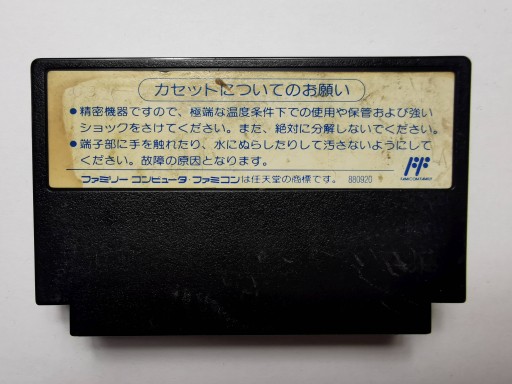 カセットについてのお願い
●精密機器ですので、極端な温度条件下での使用や保管および強い
ショックをさけてください。また、絶対に分解しないでください。
●端子部に手を触れたり、水にぬらしたりして汚さないようにして
ください。故障の原因となります。
ファミリー コンピュータ・ファミコンは任天堂の商標です。 880920
FF
FAMICOM FAMILY